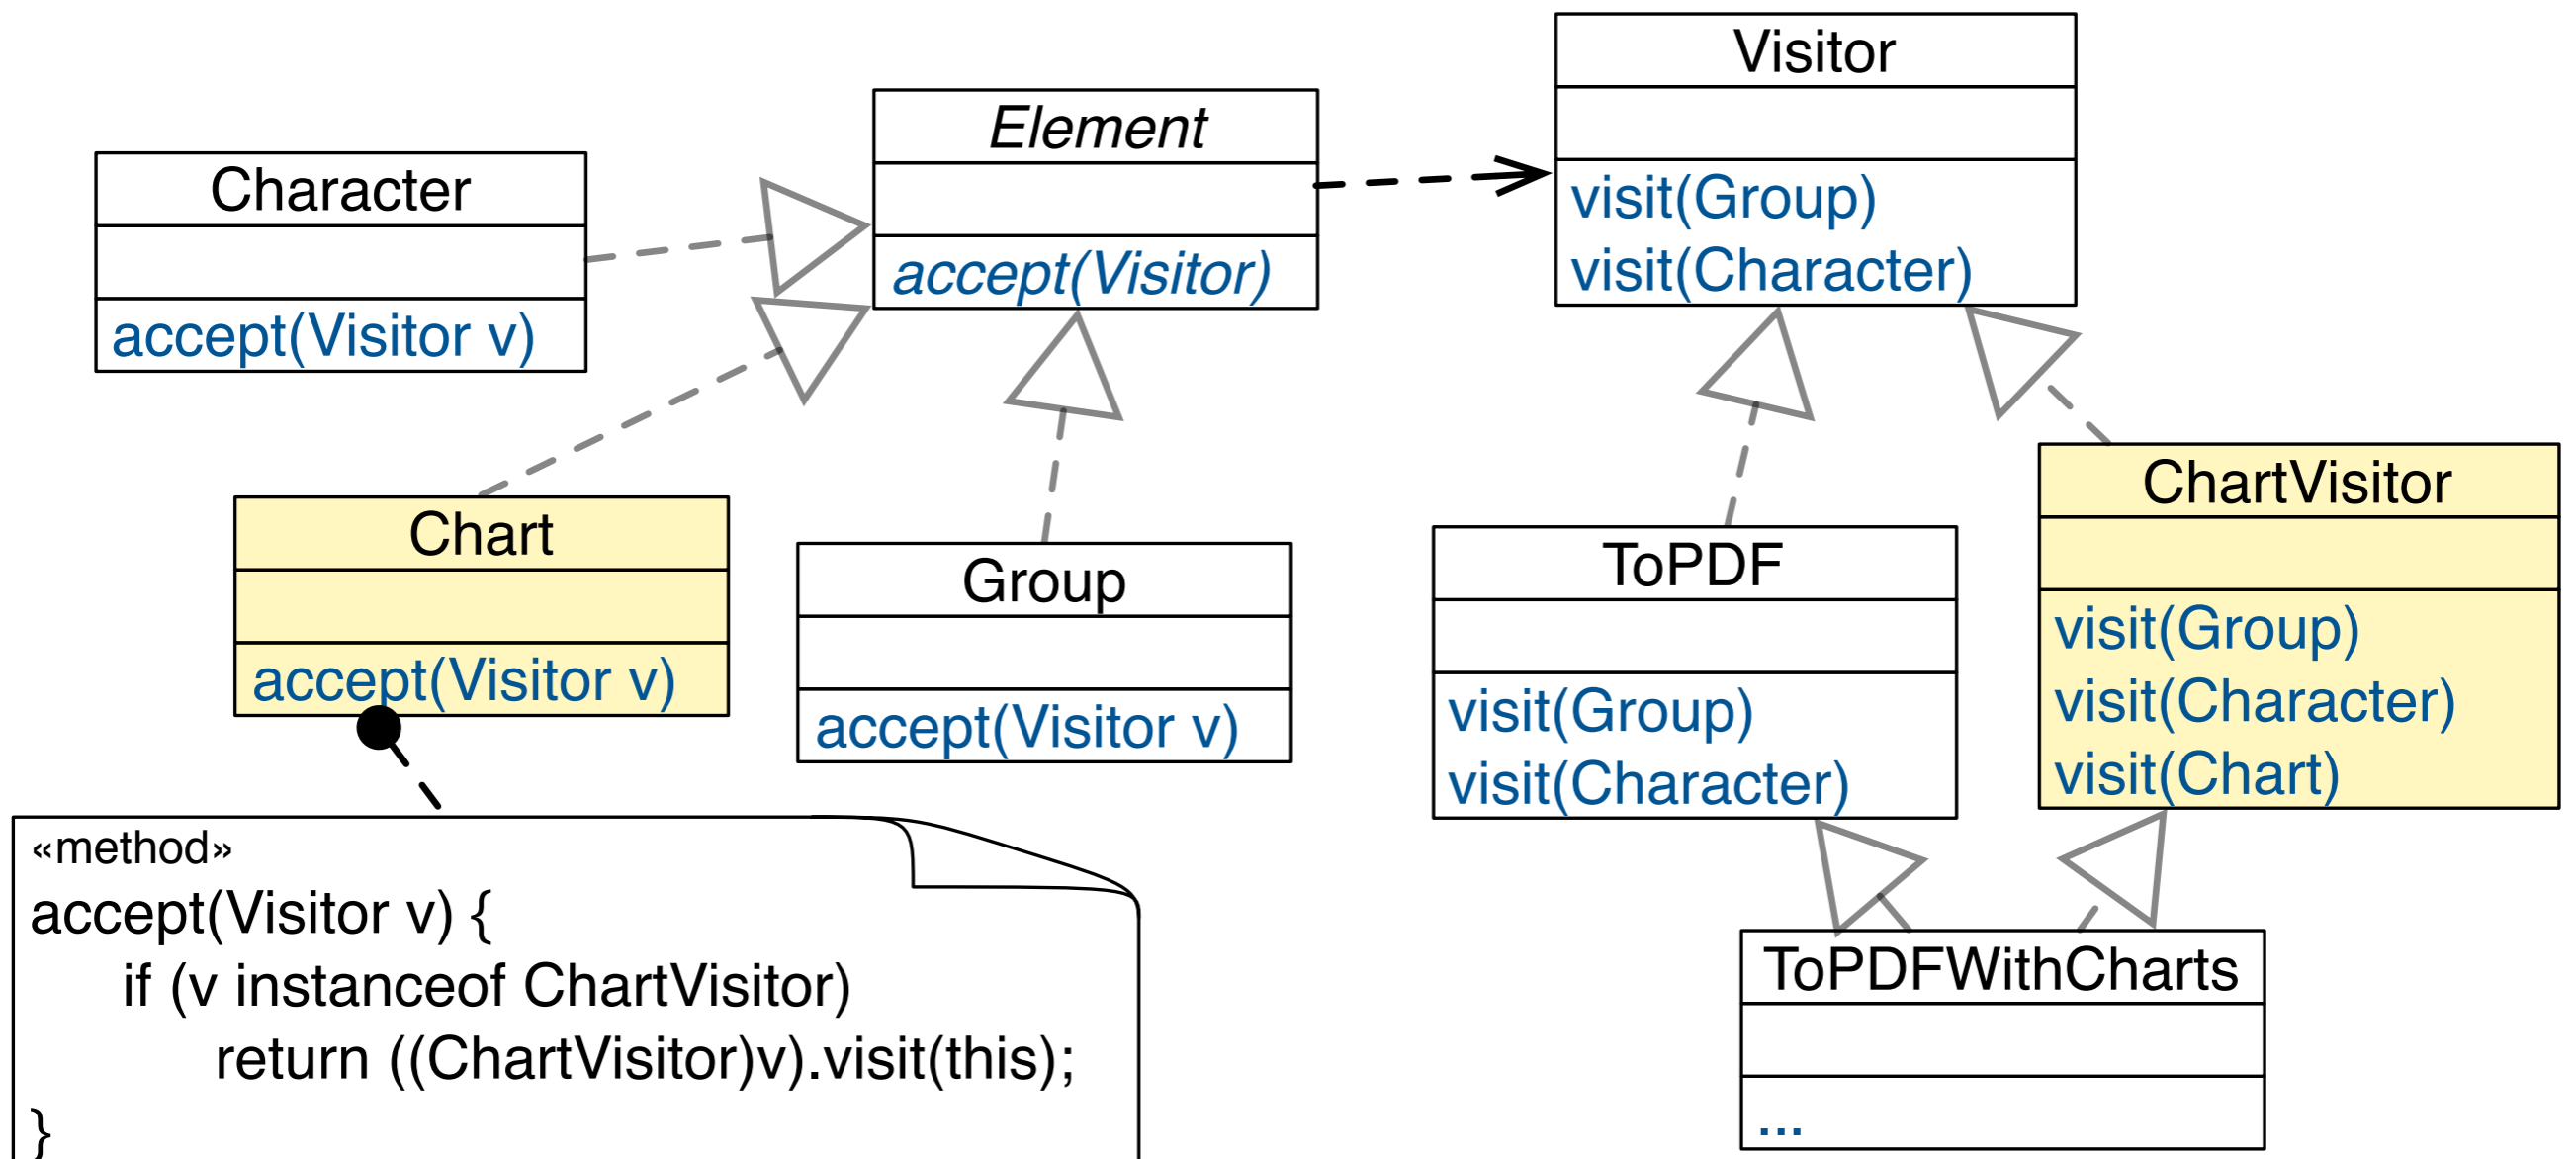 Character
accept(Visitor v)
Element
accept(Visitor)
Visitor
visit(Group)
visit(Character)
Chart
accept(Visitor v)
Group
accept(Visitor v)
ToPDF
visit(Group)
visit(Character)
ChartVisitor
visit(Group)
visit(Character)
visit(Chart)
«method»
accept(Visitor v) {
if (v instanceof ChartVisitor)
return ((ChartVisitor)v).visit(this);
}
ToPDFWithCharts
...